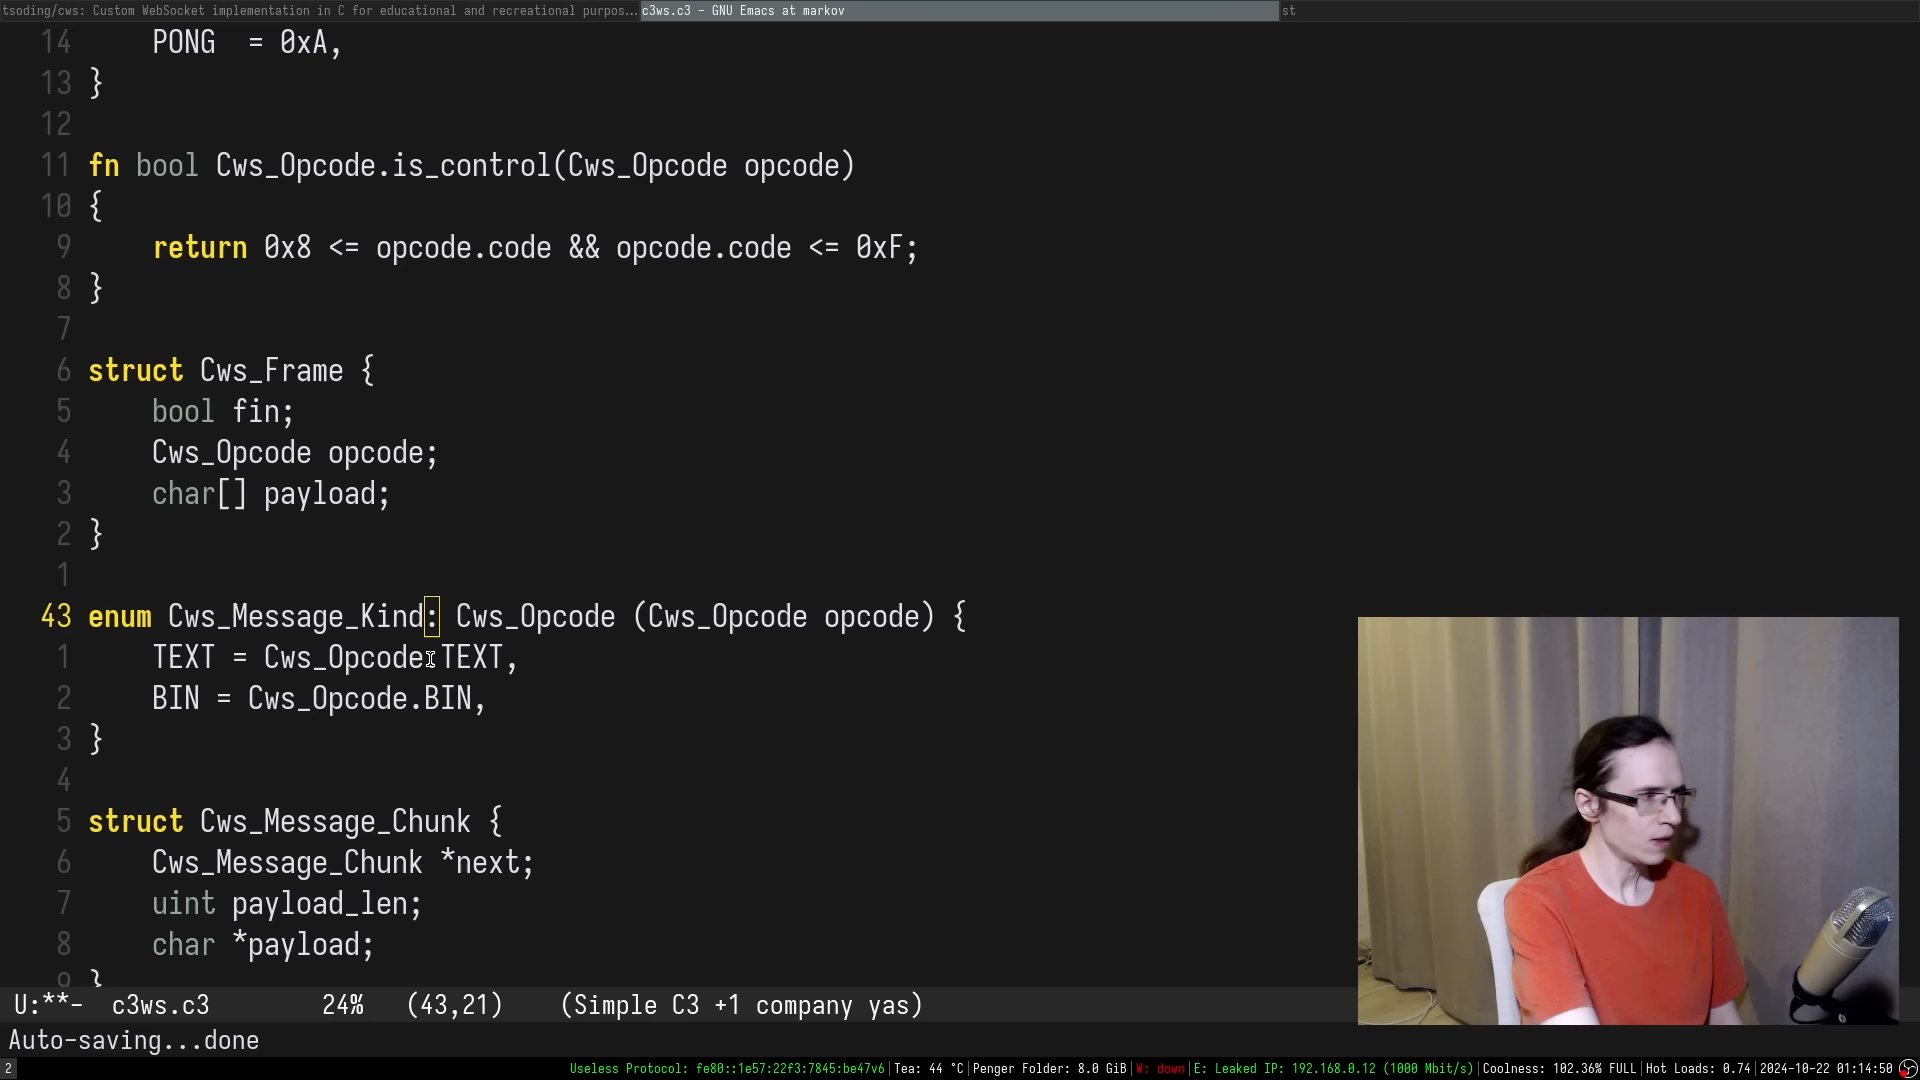 tsoding/cws: Custom WebSocket implementation in C for educational and recreational purpos... c3ws.c3 - GNU Emacs at markov st
14 PONG = 0xA,
13 }
12
11 fn bool Cws_Opcode.is_control(Cws_Opcode opcode)
10 {
9 return 0x8 <= opcode.code && opcode.code <= 0xF;
8 }
7
6 struct Cws_Frame {
5 bool fin;
4 Cws_Opcode opcode;
3 char[] payload;
2 }
1
43 enum Cws_Message_Kind: Cws_Opcode (Cws_Opcode opcode) {
1 TEXT = Cws_Opcode.TEXT,
2 BIN = Cws_Opcode.BIN,
3 }
4
5 struct Cws_Message_Chunk {
6 Cws_Message_Chunk *next;
7 uint payload_len;
8 char *payload;
9 }
U:**- c3ws.c3 24% (43,21) (Simple C3 +1 company yas)
Auto-saving...done
2 Useless Protocol: fe80::1e57:22f3:7845:be47v6 | Tea: 44 °C | Penger Folder: 8.0 GiB | W: down | E: Leaked IP: 192.168.0.12 (1000 Mbit/s) | Coolness: 102.36% FULL | Hot Loads: 0.74 | 2024-10-22 01:14:50